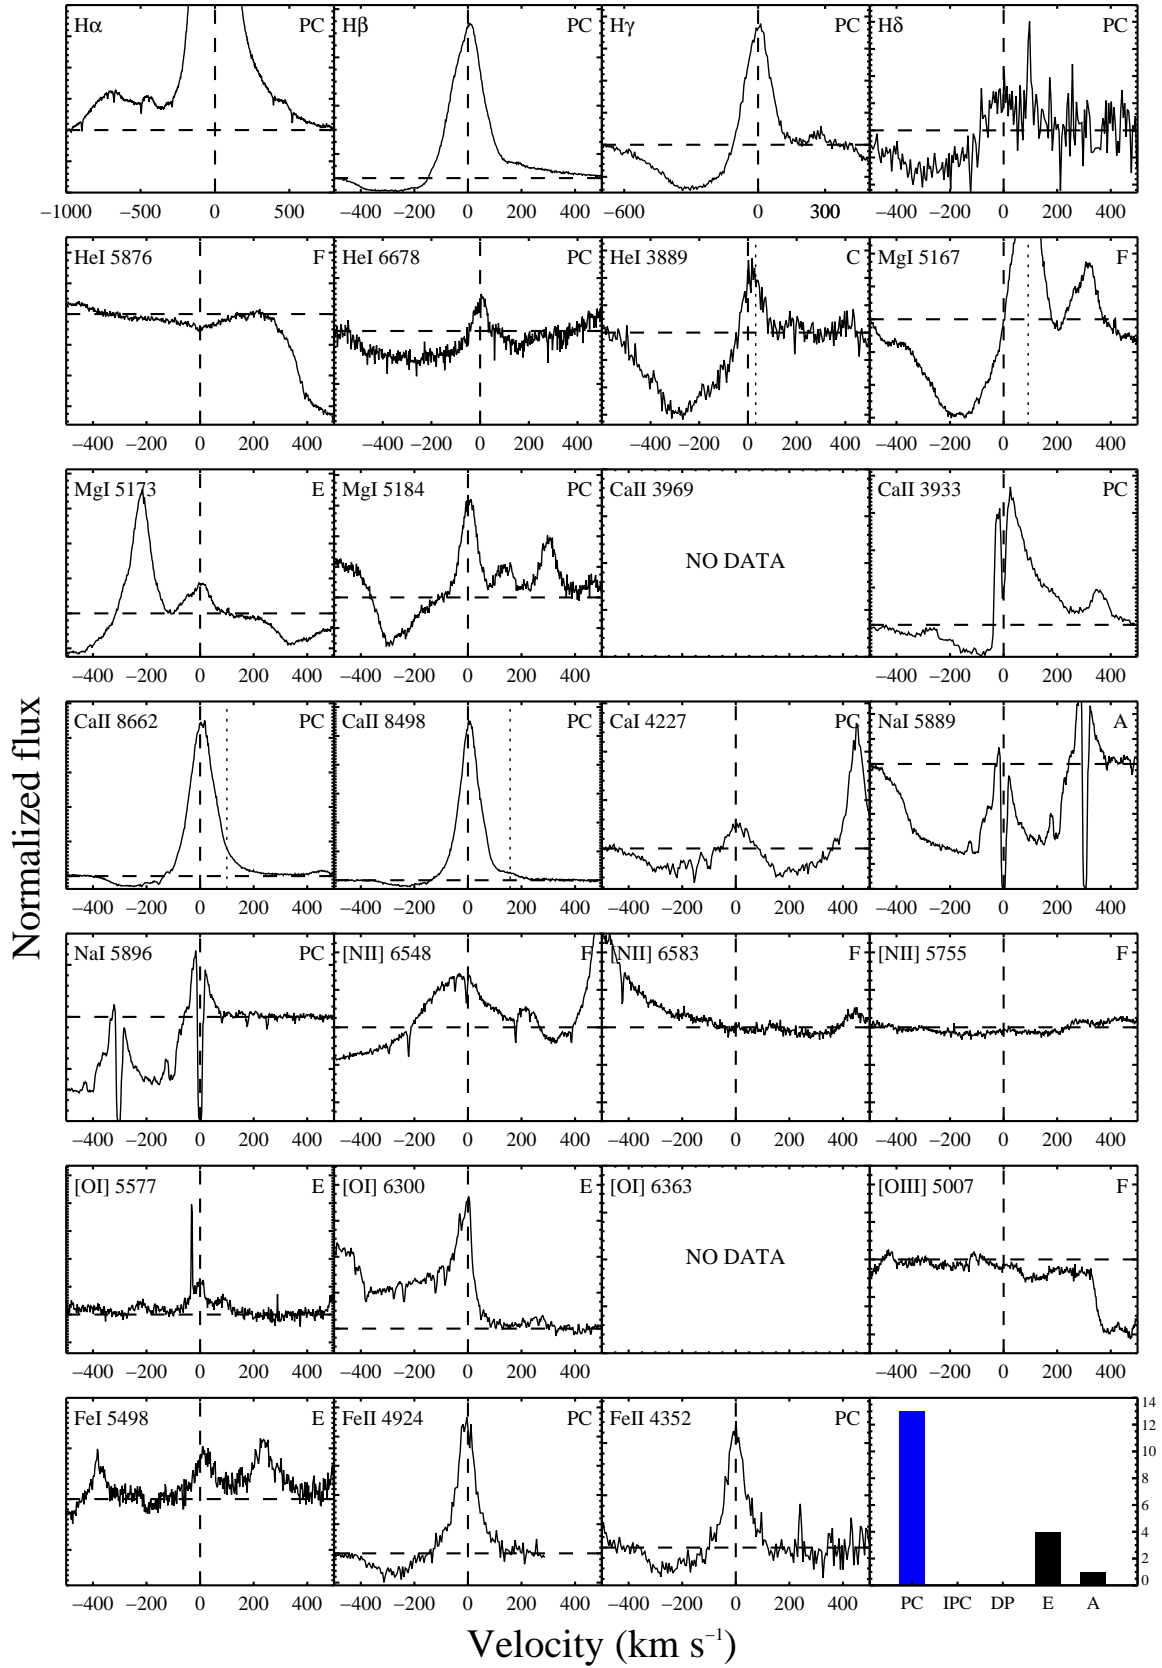 Hα PC Hβ PC Hγ PC Hδ PC
−1000 −500 0 500 −400 −200 0 200 400 −600 0 300 −400 −200 0 200 400
HeI 5876 F HeI 6678 PC HeI 3889 C MgI 5167 F
−400 −200 0 200 400 −400 −200 0 200 400 −400 −200 0 200 400 −400 −200 0 200 400
MgI 5173 E MgI 5184 PC CaII 3969 CaII 3933 PC
NO DATA
−400 −200 0 200 400 −400 −200 0 200 400 −400 −200 0 200 400 −400 −200 0 200 400
CaII 8662 PC CaII 8498 PC CaI 4227 PC NaI 5889 A
−400 −200 0 200 400 −400 −200 0 200 400 −400 −200 0 200 400 −400 −200 0 200 400
NaI 5896 PC [NII] 6548 F [NII] 6583 F [NII] 5755 F
−400 −200 0 200 400 −400 −200 0 200 400 −400 −200 0 200 400 −400 −200 0 200 400
[OI] 5577 E [OI] 6300 E [OI] 6363 [OIII] 5007 F
NO DATA
−400 −200 0 200 400 −400 −200 0 200 400 −400 −200 0 200 400 −400 −200 0 200 400
FeI 5498 E FeII 4924 PC FeII 4352 PC
14
12
10
8
6
4
2
0
−400 −200 0 200 400 −400 −200 0 200 400 −400 −200 0 200 400 PC IPC DP E A
Normalized flux
Velocity (km s⁻¹)